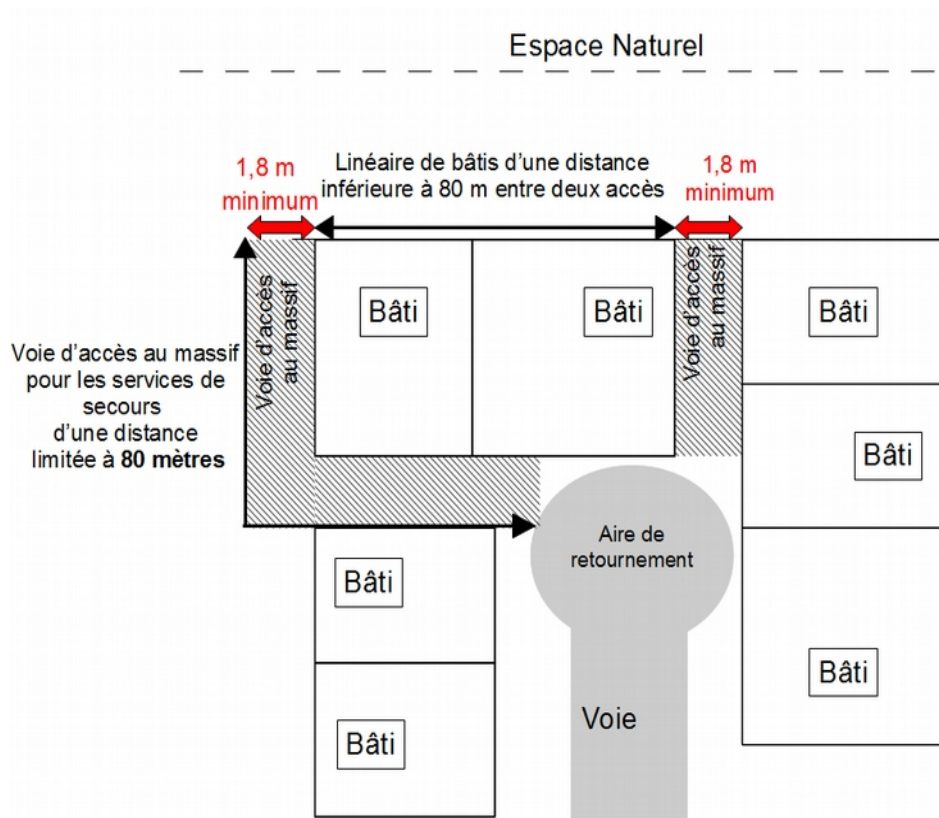 Espace Naturel
1,8 m
minimum
Linéaire de bâtis d’une distance
inférieure à 80 m entre deux accès
1,8 m
minimum
Voie d’accès
au massif
Bâti
Bâti
Voie d’accès
au massif
Bâti
Voie d’accès au massif
pour les services de
secours
d’une distance
limitée à 80 mètres
Bâti
Aire de
retournement
Bâti
Bâti
Voie
Bâti